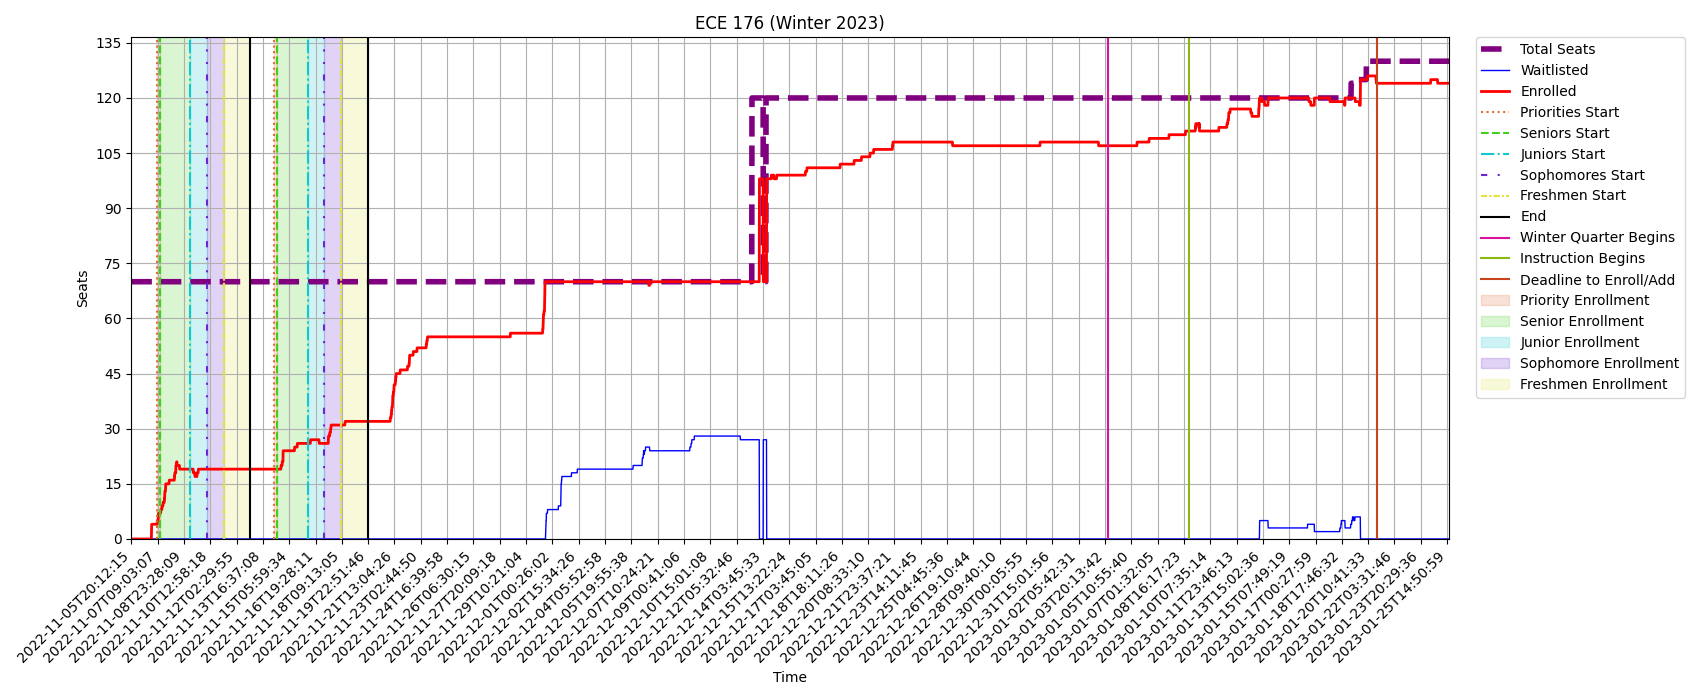 ECE 176 (Winter 2023)
Seats
135
120
105
90
75
60
45
30
15
0
2022-11-05T20:12:15
2022-11-07T09:03:07
2022-11-08T23:28:09
2022-11-10T12:58:18
2022-11-12T02:29:55
2022-11-13T16:37:08
2022-11-15T05:59:34
2022-11-16T19:28:11
2022-11-18T09:13:05
2022-11-19T22:51:46
2022-11-21T13:04:26
2022-11-23T02:44:50
2022-11-24T16:39:58
2022-11-26T06:30:15
2022-11-27T20:09:18
2022-11-29T10:21:04
2022-12-01T00:26:02
2022-12-02T15:34:26
2022-12-04T05:52:58
2022-12-05T19:55:38
2022-12-07T10:24:21
2022-12-09T00:41:06
2022-12-10T15:01:08
2022-12-12T05:32:46
2022-12-14T03:45:33
2022-12-15T13:22:24
2022-12-17T03:45:05
2022-12-18T18:11:26
2022-12-20T08:33:10
2022-12-21T23:37:21
2022-12-23T14:11:45
2022-12-25T04:45:36
2022-12-26T19:10:44
2022-12-28T09:40:10
2022-12-30T00:05:55
2022-12-31T15:01:56
2023-01-02T05:42:31
2023-01-03T20:13:42
2023-01-05T10:55:40
2023-01-07T01:32:05
2023-01-08T16:17:23
2023-01-10T07:35:14
2023-01-11T23:46:13
2023-01-13T15:02:36
2023-01-15T07:49:19
2023-01-17T00:27:59
2023-01-18T17:46:32
2023-01-20T10:41:33
2023-01-22T03:31:46
2023-01-23T20:29:36
2023-01-25T14:50:59
Time
Total Seats
Waitlisted
Enrolled
Priorities Start
Seniors Start
Juniors Start
Sophomores Start
Freshmen Start
End
Winter Quarter Begins
Instruction Begins
Deadline to Enroll/Add
Priority Enrollment
Senior Enrollment
Junior Enrollment
Sophomore Enrollment
Freshmen Enrollment